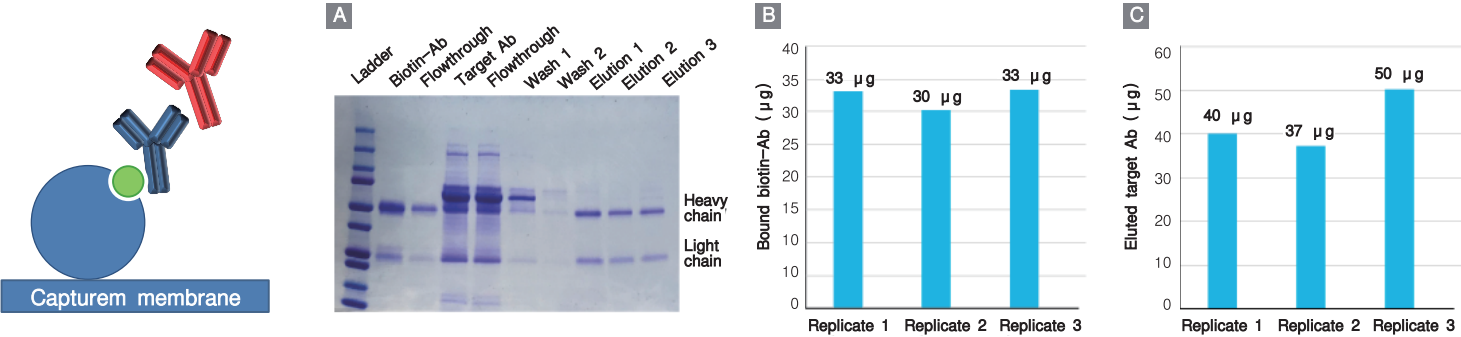 Capturem membrane
A
Ladder
Biotin-Ab
Flowthrough
Target Ab
Flowthrough
Wash 1
Wash 2
Elution 1
Elution 2
Elution 3
Heavy
chain
Light
chain
B
Bound biotin-Ab (μg)
40
35
30
25
20
15
10
10
0
33 μg
30 μg
33 μg
Replicate 1
Replicate 2
Replicate 3
C
Eluted target Ab (μg)
60
50
40
30
20
10
0
40 μg
37 μg
50 μg
Replicate 1
Replicate 2
Replicate 3